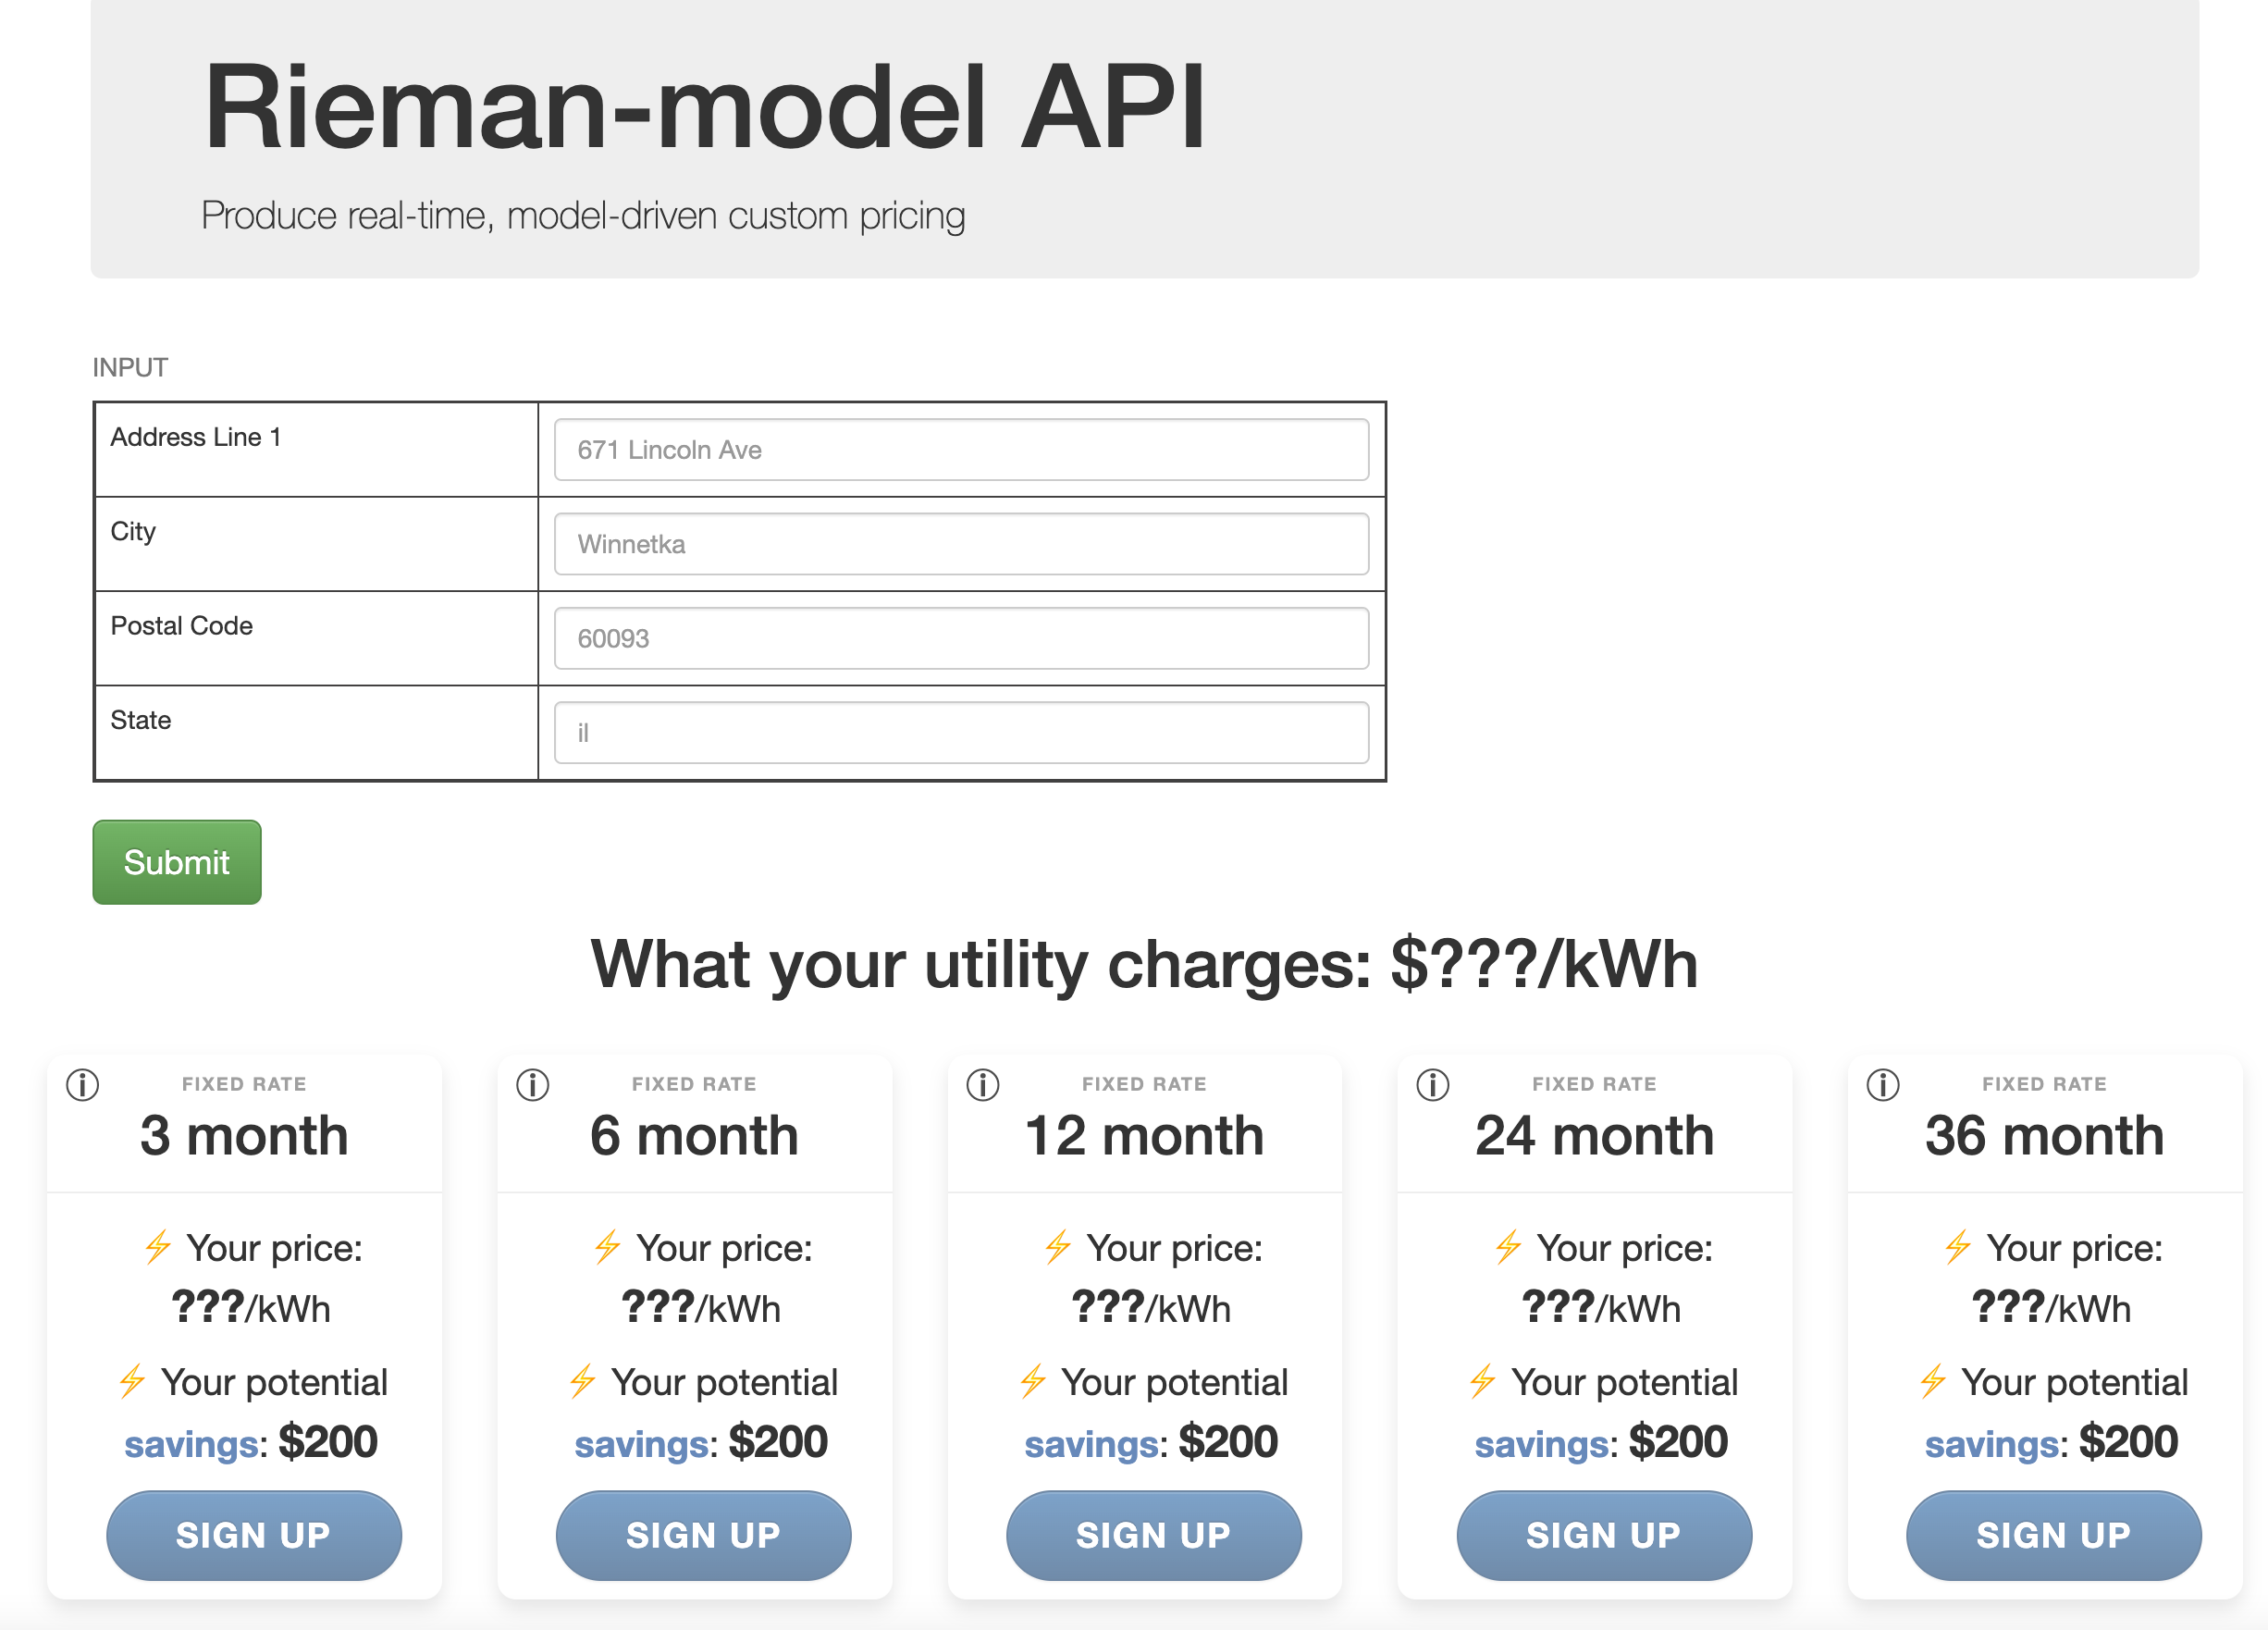 Rieman-model API
Produce real-time, model-driven custom pricing
INPUT
Address Line 1
671 Lincoln Ave
City
Winnetka
Postal Code
60093
State
il
Submit
What your utility charges: $???/kWh
FIXED RATE
3 month
⚡ Your price:
???/kWh
⚡ Your potential
savings: $200
SIGN UP
FIXED RATE
6 month
⚡ Your price:
???/kWh
⚡ Your potential
savings: $200
SIGN UP
FIXED RATE
12 month
⚡ Your price:
???/kWh
⚡ Your potential
savings: $200
SIGN UP
FIXED RATE
24 month
⚡ Your price:
???/kWh
⚡ Your potential
savings: $200
SIGN UP
FIXED RATE
36 month
⚡ Your price:
???/kWh
⚡ Your potential
savings: $200
SIGN UP